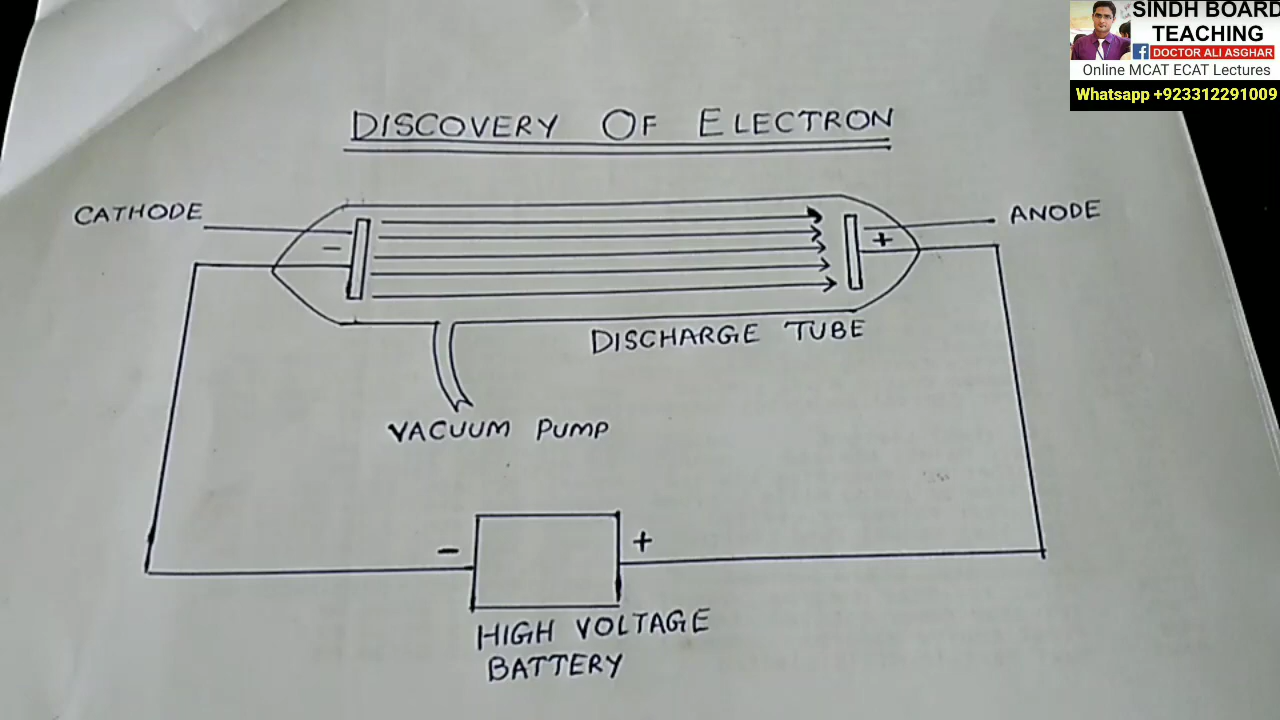 SINDH BOARD
TEACHING
f DOCTOR ALI ASGHAR
Online MCAT ECAT Lectures
Whatsapp +923312291009
DISCOVERY OF ELECTRON
CATHODE
ANODE
−
+
DISCHARGE TUBE
VACUUM PUMP
−
+
HIGH VOLTAGE
BATTERY